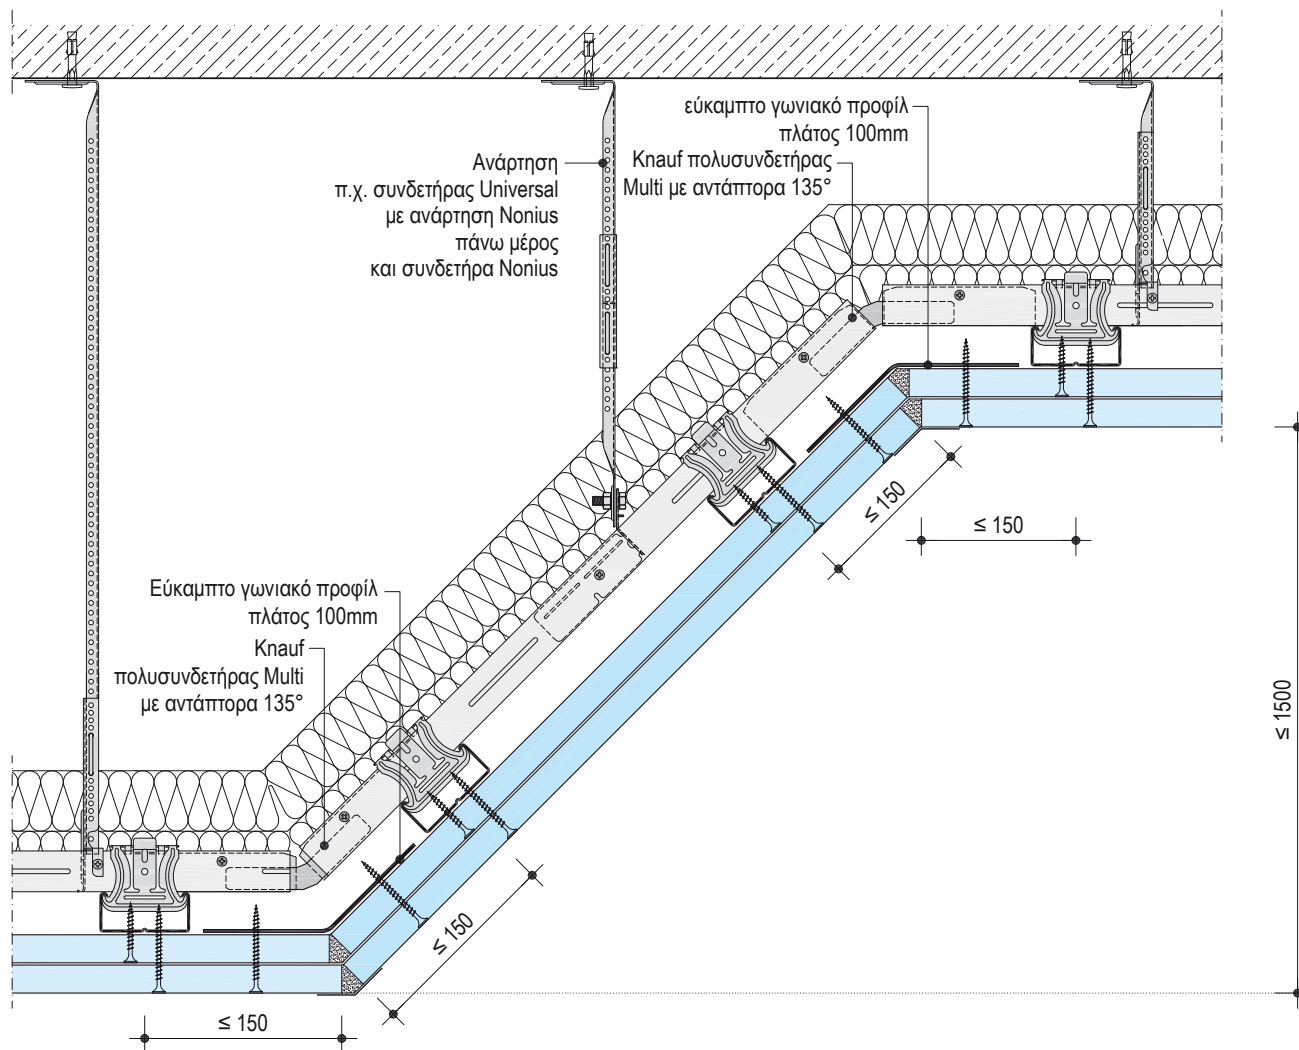 εύκαμπτο γωνιακό προφίλ
πλάτος 100mm
Knauf πολυσυνδετήρας
Multi με αντάπτορα 135°
Ανάρτηση
π.χ. συνδετήρας Universal
με ανάρτηση Nonius
πάνω μέρος
και συνδετήρα Nonius
≤ 150
≤ 150
Εύκαμπτο γωνιακό προφίλ
πλάτος 100mm
Knauf
πολυσυνδετήρας Multi
με αντάπτορα 135°
≤ 1500
≤ 150
≤ 150